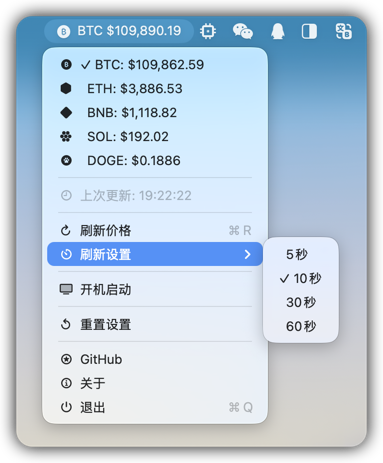 BTC $109,890.19
✓ BTC: $109,862.59
ETH: $3,886.53
BNB: $1,118.82
SOL: $192.02
DOGE: $0.1886
上次更新: 19:22:22
刷新价格 ⌘ R
刷新设置
5秒
✓ 10秒
30秒
60秒
开机启动
重置设置
GitHub
关于
退出 ⌘ Q